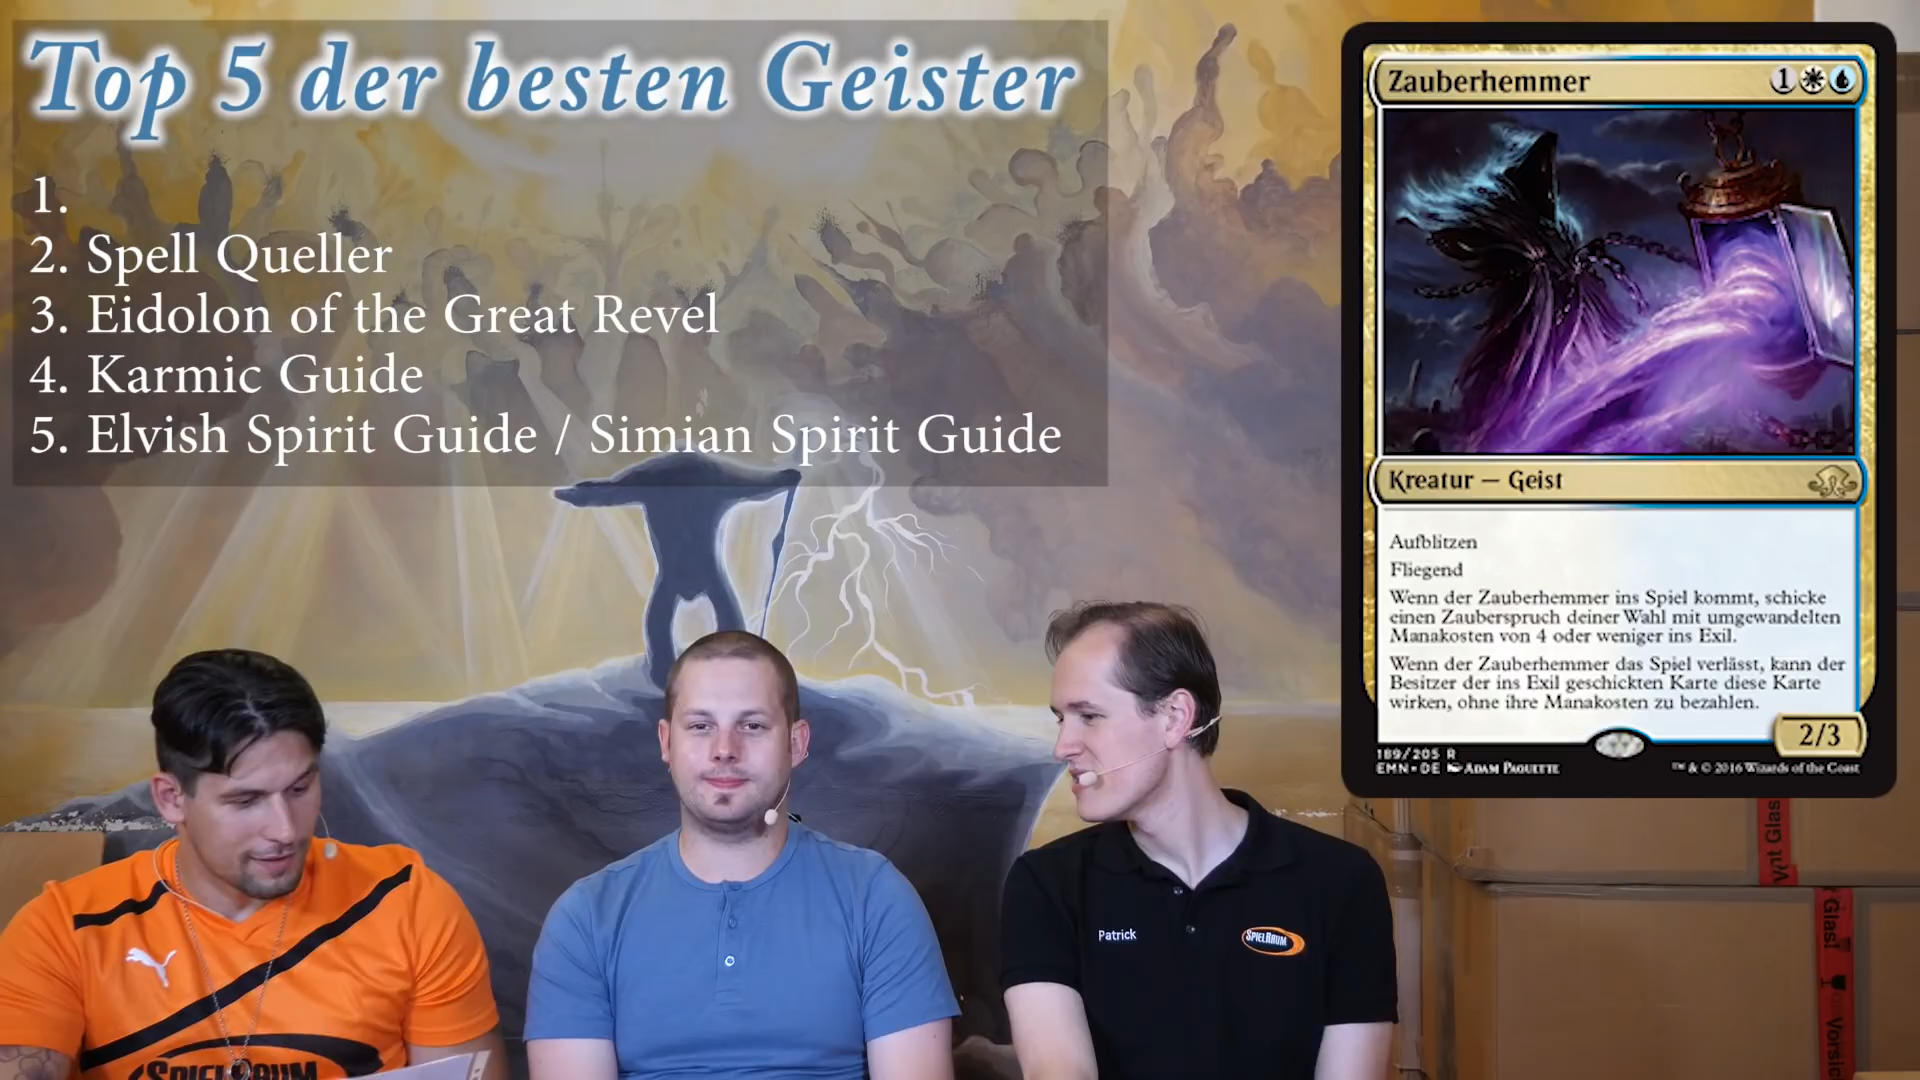 Top 5 der besten Geister
1.
2. Spell Queller
3. Eidolon of the Great Revel
4. Karmic Guide
5. Elvish Spirit Guide / Simian Spirit Guide
Zauberhemmer 1
Kreatur — Geist
Aufblitzen
Fliegend
Wenn der Zauberhemmer ins Spiel kommt, schicke
einen Zauberspruch deiner Wahl mit umgewandelten
Manakosten von 4 oder weniger ins Exil.
Wenn der Zauberhemmer das Spiel verlässt, kann der
Besitzer der ins Exil geschickten Karte diese Karte
wirken, ohne ihre Manakosten zu bezahlen.
2/3
189/205 R
EMN • DE ADAM PAQUETTE
™ & © 2016 Wizards of the Coast
Patrick
SPIELRAUM
SPIELRAUM
Glas!